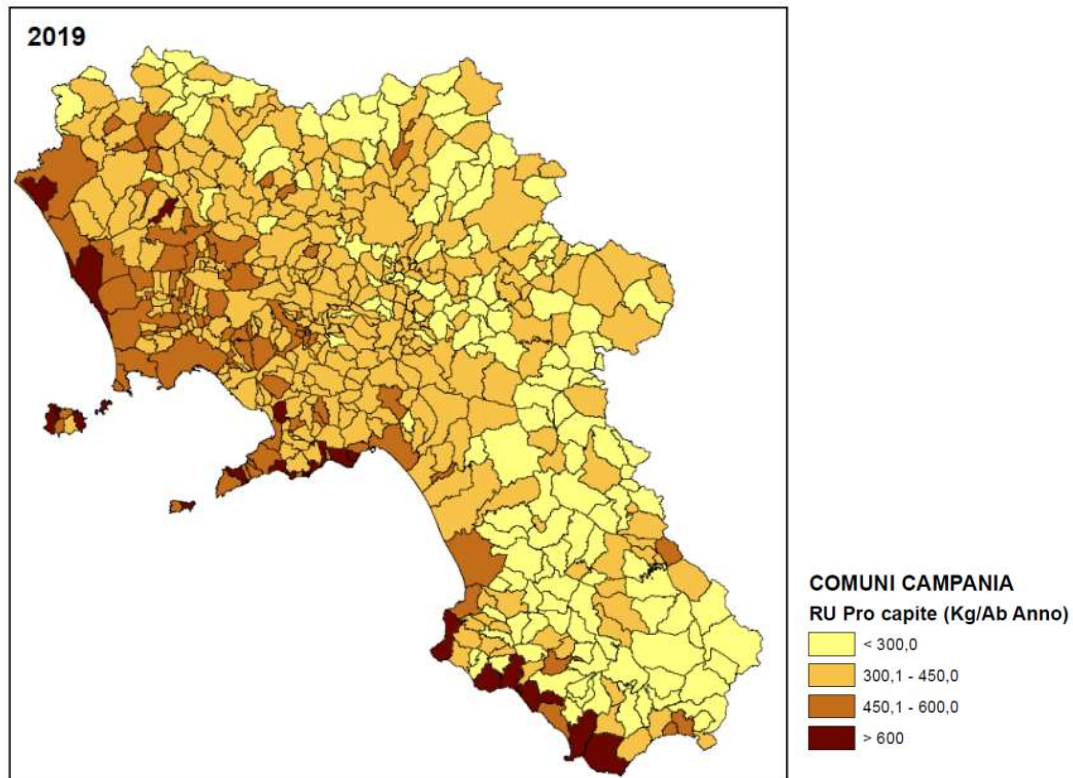 2019
COMUNI CAMPANIA
RU Pro capite (Kg/Ab Anno)
< 300,0
300,1 - 450,0
450,1 - 600,0
> 600